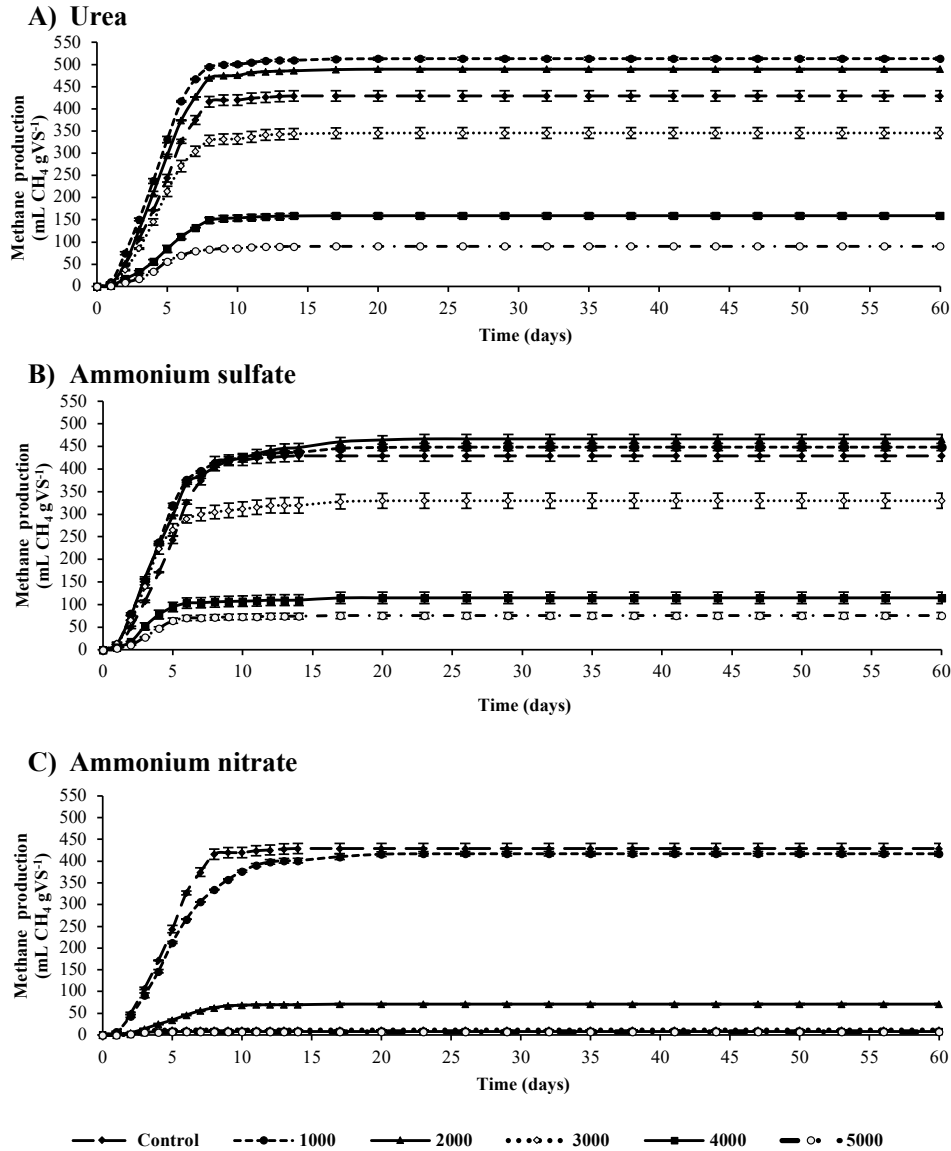 A) Urea
550
500
450
400
350
300
250
200
150
100
50
0
Methane production
(mL CH₄ gVS⁻¹)
0 5 10 15 20 25 30 35 40 45 50 55 60
Time (days)
B) Ammonium sulfate
550
500
450
400
350
300
250
200
150
100
50
0
Methane production
(mL CH₄ gVS⁻¹)
0 5 10 15 20 25 30 35 40 45 50 55 60
Time (days)
C) Ammonium nitrate
550
500
450
400
350
300
250
200
150
100
50
0
Methane production
(mL CH₄ gVS⁻¹)
0 5 10 15 20 25 30 35 40 45 50 55 60
Time (days)
Control 1000 2000 3000 4000 5000